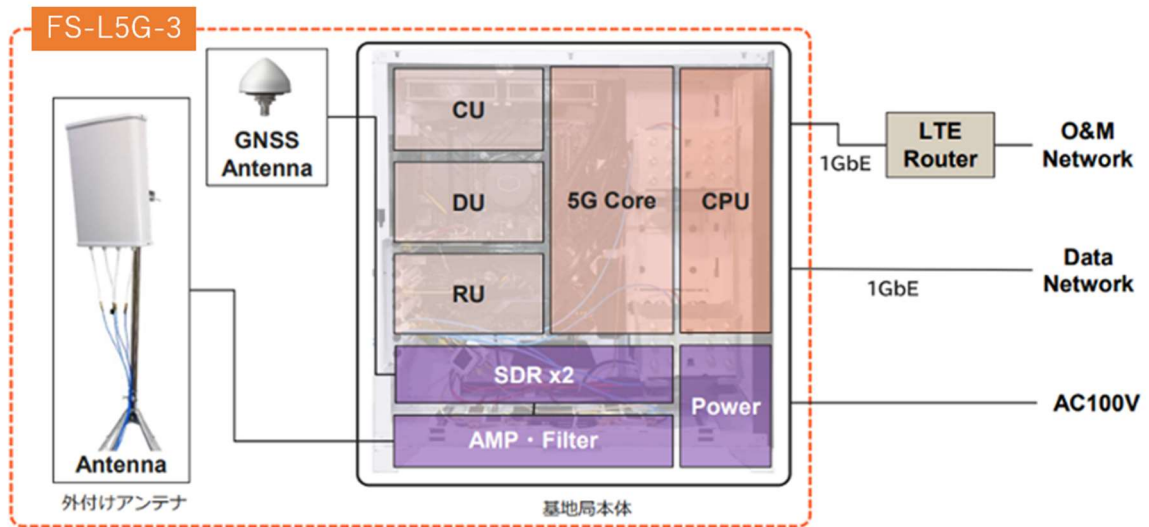 FS-L5G-3
GNSS
Antenna
Antenna
外付けアンテナ
CU
DU
RU
5G Core
CPU
SDR x2
AMP・Filter
Power
基地局本体
1GbE
LTE
Router
O&M
Network
1GbE
Data
Network
AC100V